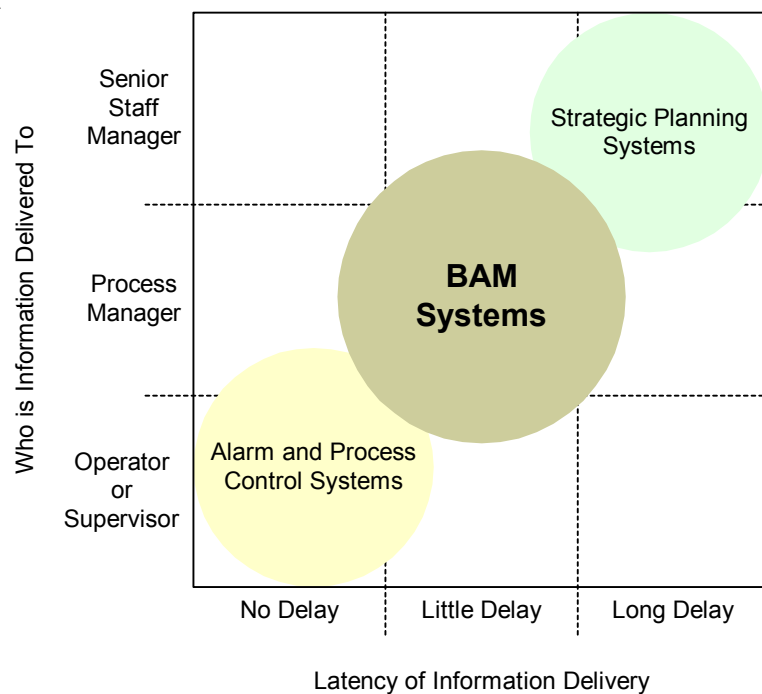 Who is Information Delivered To
Senior
Staff
Manager
Process
Manager
Operator
or
Supervisor
Strategic Planning
Systems
BAM
Systems
Alarm and Process
Control Systems
No Delay
Little Delay
Long Delay
Latency of Information Delivery